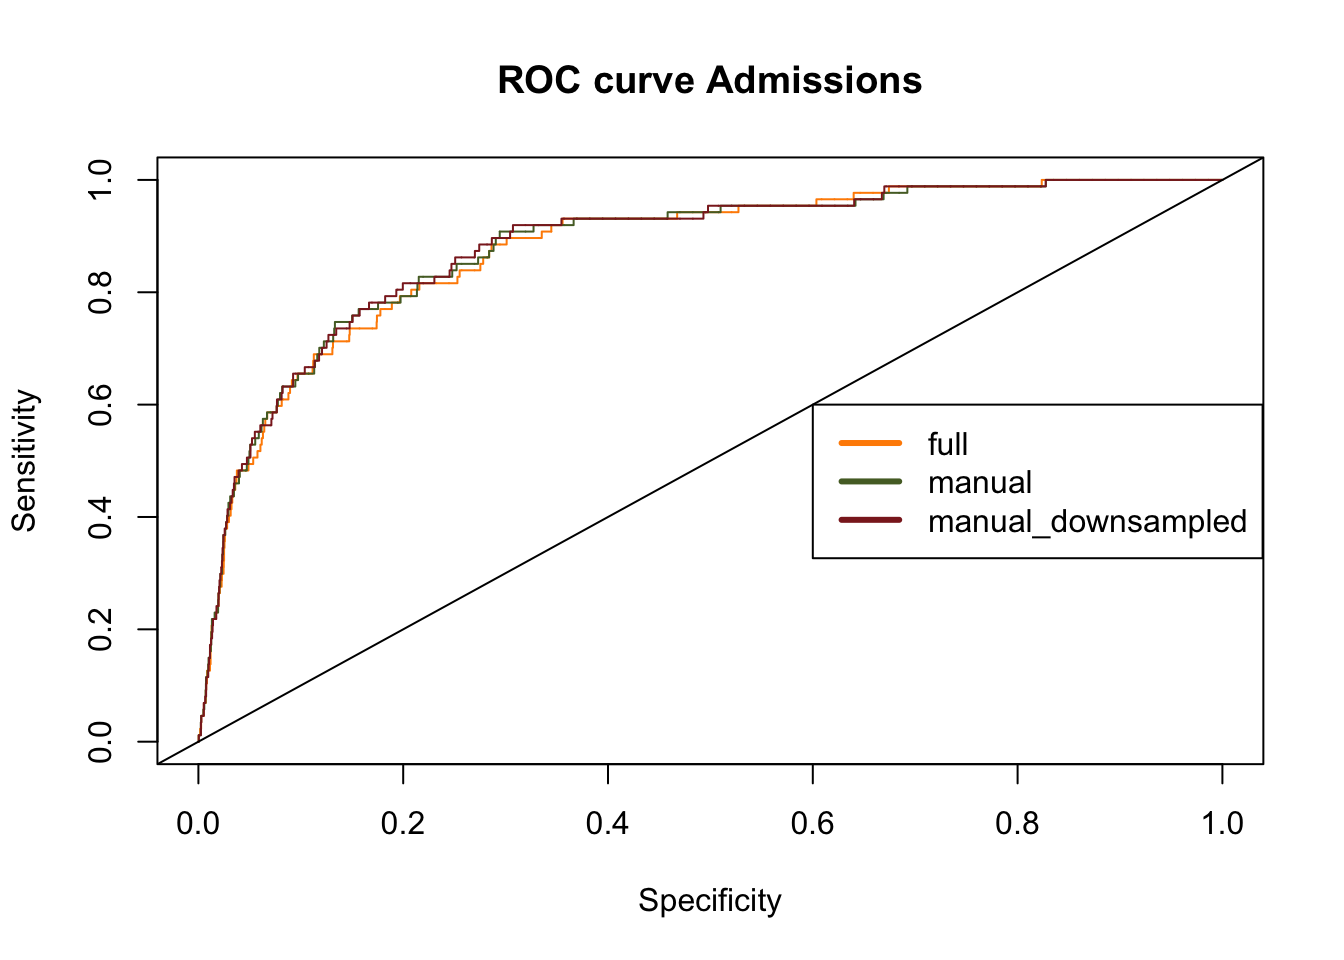 ROC curve Admissions
Sensitivity
1.0
0.8
0.6
0.4
0.2
0.0
full
manual
manual_downsampled
0.0 0.2 0.4 0.6 0.8 1.0
Specificity